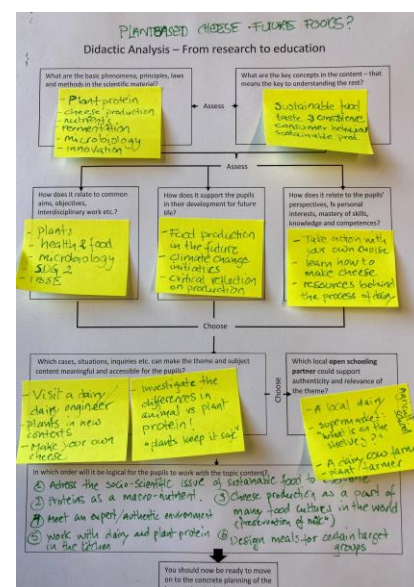 PLANTBASED CHEESE - FUTURE FOODS?
Didactic Analysis – From research to education
What are the basic phenomena, principles, laws
and methods in the scientific material?
- Plant protein
- cheese production
- nutrients
- fermentation
- microbiology
- innovation
Assess
What are the key concepts in the content – that
means the key to understanding the rest?
Sustainable food
taste & consistence
consumer behavior
sustainable prod.
Assess
How does it relate to common
aims, objectives,
interdisciplinary work etc.?
- plants
- health & food
- microbiology
SDG 2
- IBSE
How does it support the pupils
in their development for future
life?
- Food production
in the future
- climate change
initiatics
- critical reflection
on production
How does it relate to the pupils'
perspectives, fx personal
interests, mastery of skills,
knowledge and competences?
- Take action with
your own choice
- learn how to
make cheese.
- resources behind
the process of dairy
Choose
Which cases, situations, inquiries etc. can make the theme and subject
content meaningful and accessible for the pupils?
- Visit a dairy/
dairy engineer
- plants in new
contexts
- Make your own
cheese
- Investigate the
differences in
animal vs plant
protein!
"plants keep it safe"
Choose
Which local open schooling
partner could support
authenticity and relevance of
the theme?
- A local dairy
- supermarket:
"what is on the
shelves?"
- A dairy cow farmer
- plant farmer
In which order will it be logical for the pupils to work with the topic content?
① Adress the socio-scientific issue of sustainable food to
② Proteins as a macro-nutrient.
③ Cheese production as a part of
many food cultures in the world
(preservation of milk")
④ Meet an expert/authentic environment
⑤ Work with dairy and plant protein
in the kitchen
⑥ Design meals for certain target
groups
You should now be ready to move
on to the concrete planning of the